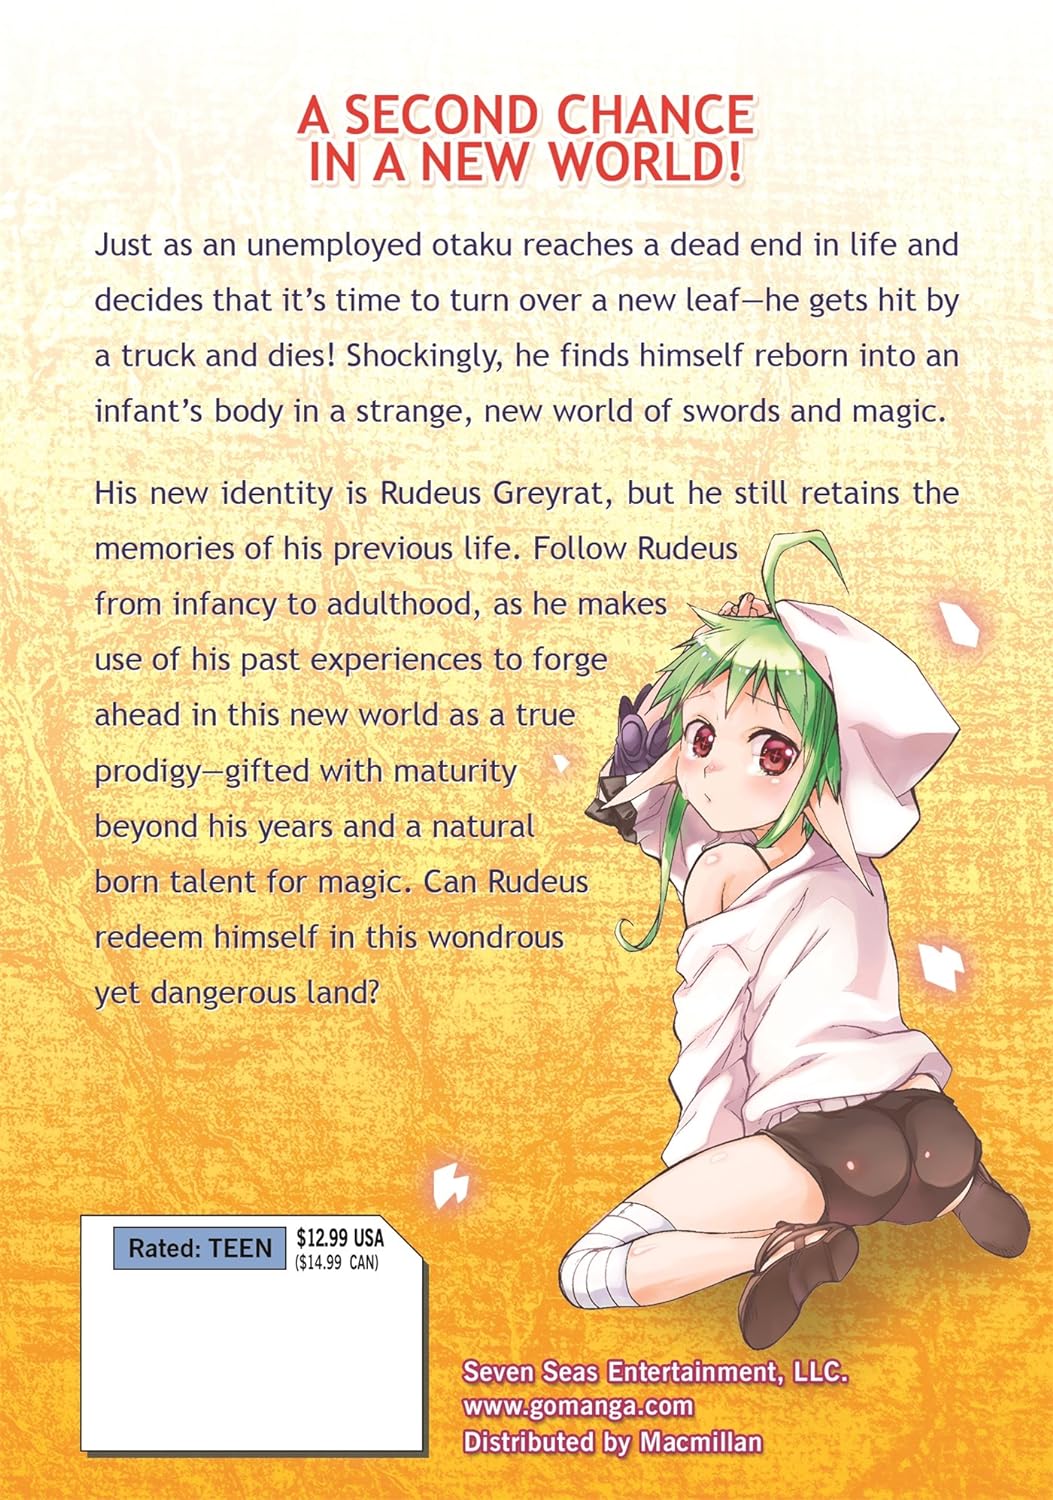 A SECOND CHANCE
IN A NEW WORLD!
Just as an unemployed otaku reaches a dead end in life and
decides that it's time to turn over a new leaf—he gets hit by
a truck and dies! Shockingly, he finds himself reborn into an
infant's body in a strange, new world of swords and magic.
His new identity is Rudeus Greyrat, but he still retains the
memories of his previous life. Follow Rudeus
from infancy to adulthood, as he makes
use of his past experiences to forge
ahead in this new world as a true
prodigy—gifted with maturity
beyond his years and a natural
born talent for magic. Can Rudeus
redeem himself in this wondrous
yet dangerous land?
Rated: TEEN
$12.99 USA
($14.99 CAN)
Seven Seas Entertainment, LLC.
www.gomanga.com
Distributed by Macmillan